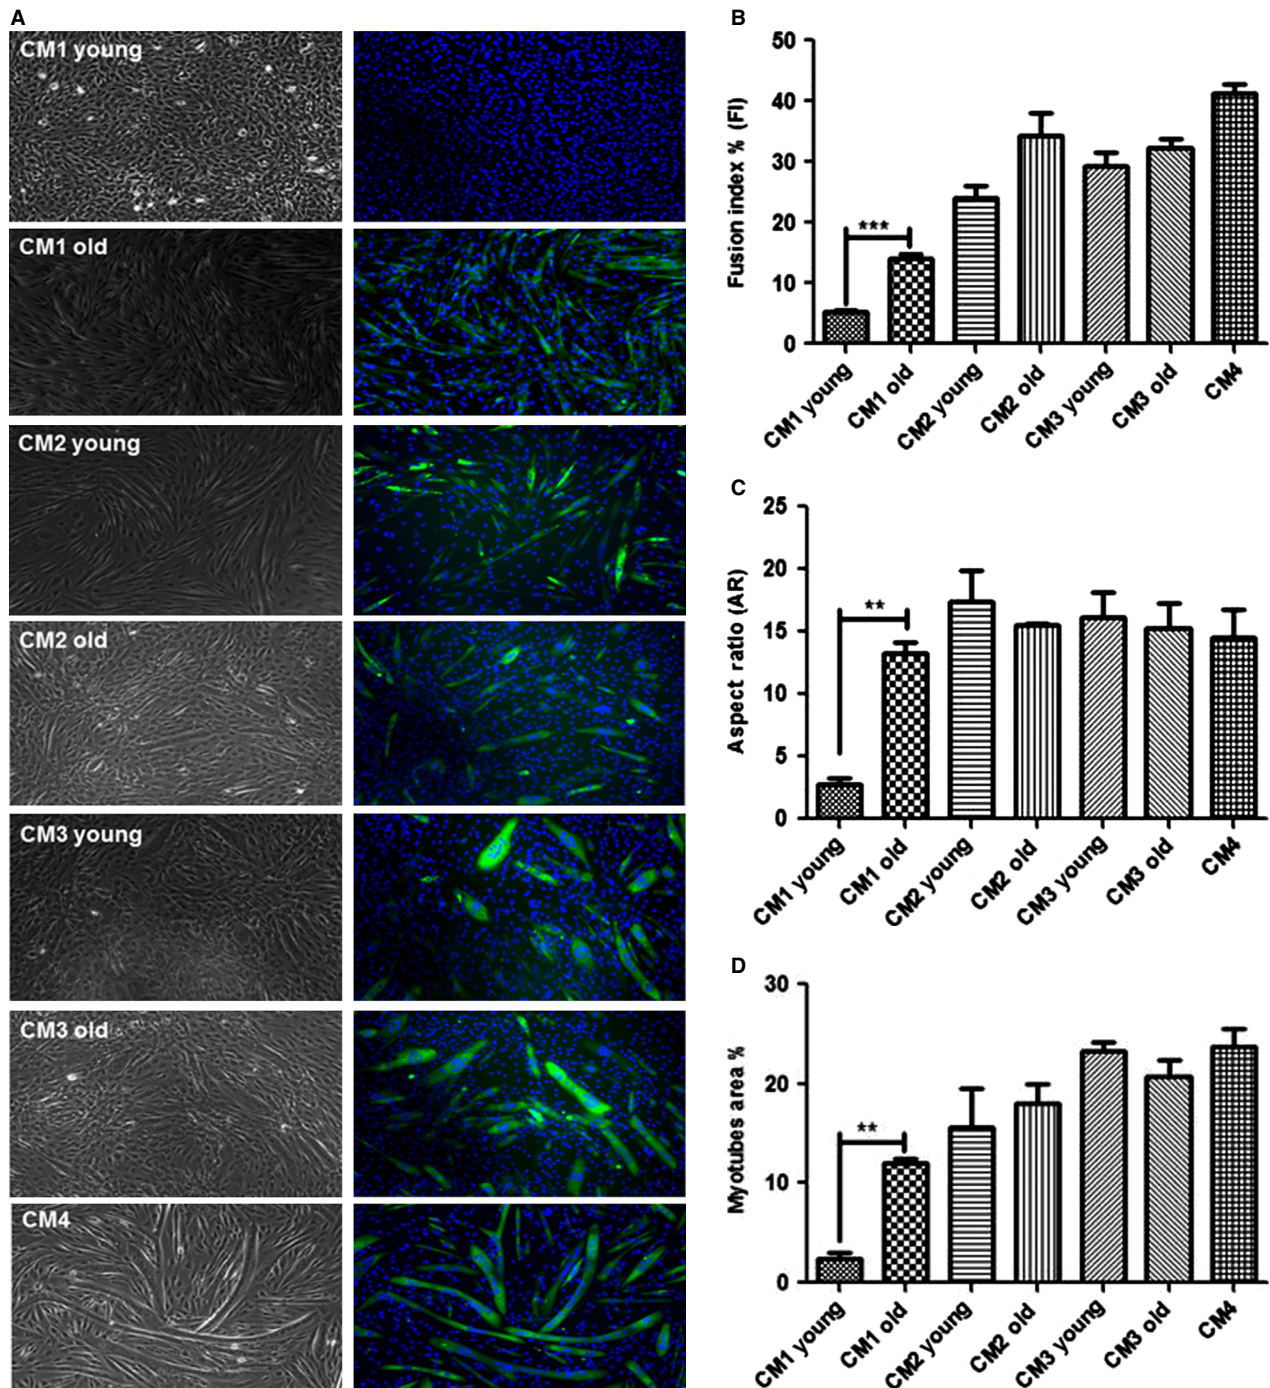 A
CM1 young
CM1 old
CM2 young
CM2 old
CM3 young
CM3 old
CM4
B
Fusion index % (FI)
50
40
30
20
10
0
***
CM1 young
CM1 old
CM2 young
CM2 old
CM3 young
CM3 old
CM4
C
Aspect ratio (AR)
25
20
15
10
5
0
**
CM1 young
CM1 old
CM2 young
CM2 old
CM3 young
CM3 old
CM4
D
Myotubes area %
30
20
10
0
**
CM1 young
CM1 old
CM2 young
CM2 old
CM3 young
CM3 old
CM4